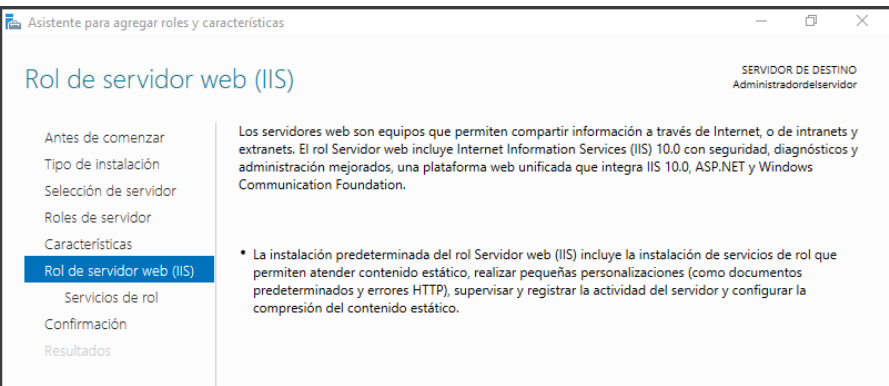 Asistente para agregar roles y características
Rol de servidor web (IIS)
SERVIDOR DE DESTINO
Administradordelservidor
Antes de comenzar
Tipo de instalación
Selección de servidor
Roles de servidor
Características
Rol de servidor web (IIS)
Servicios de rol
Confirmación
Resultados
Los servidores web son equipos que permiten compartir información a través de Internet, o de intranets y
extranets. El rol Servidor web incluye Internet Information Services (IIS) 10.0 con seguridad, diagnósticos y
administración mejorados, una plataforma web unificada que integra IIS 10.0, ASP.NET y Windows
Communication Foundation.
• La instalación predeterminada del rol Servidor web (IIS) incluye la instalación de servicios de rol que
permiten atender contenido estático, realizar pequeñas personalizaciones (como documentos
predeterminados y errores HTTP), supervisar y registrar la actividad del servidor y configurar la
compresión del contenido estático.